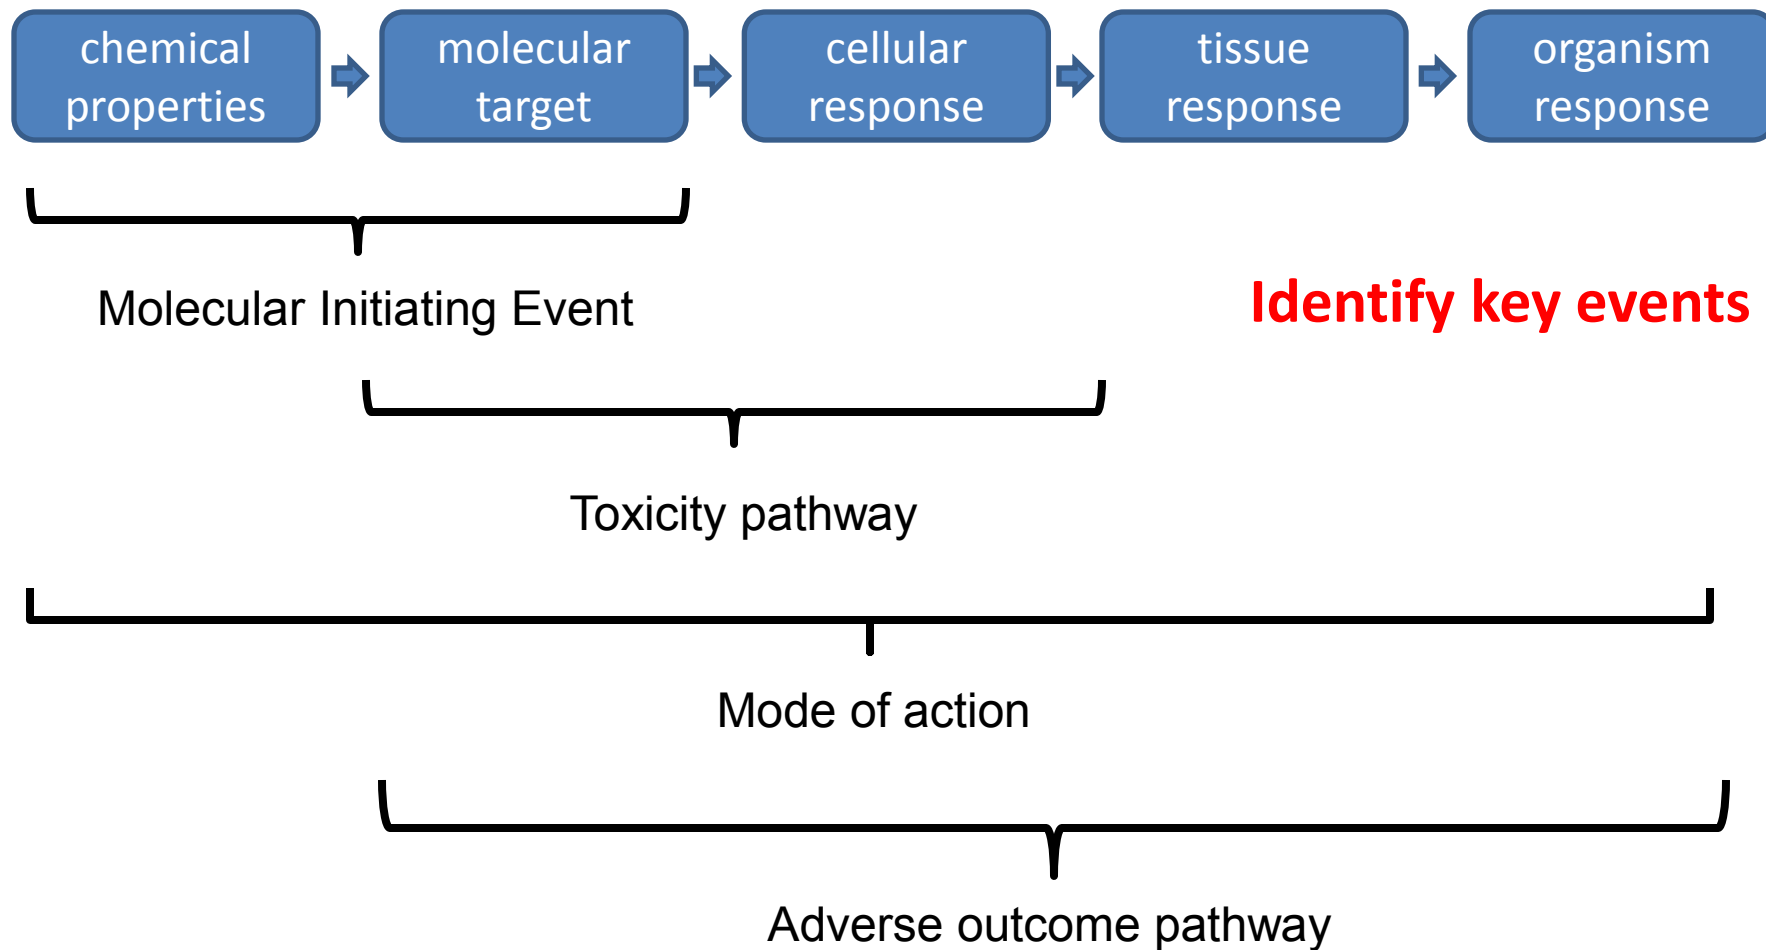 chemical
properties
molecular
target
cellular
response
tissue
response
organism
response
Molecular Initiating Event
Identify key events
Toxicity pathway
Mode of action
Adverse outcome pathway